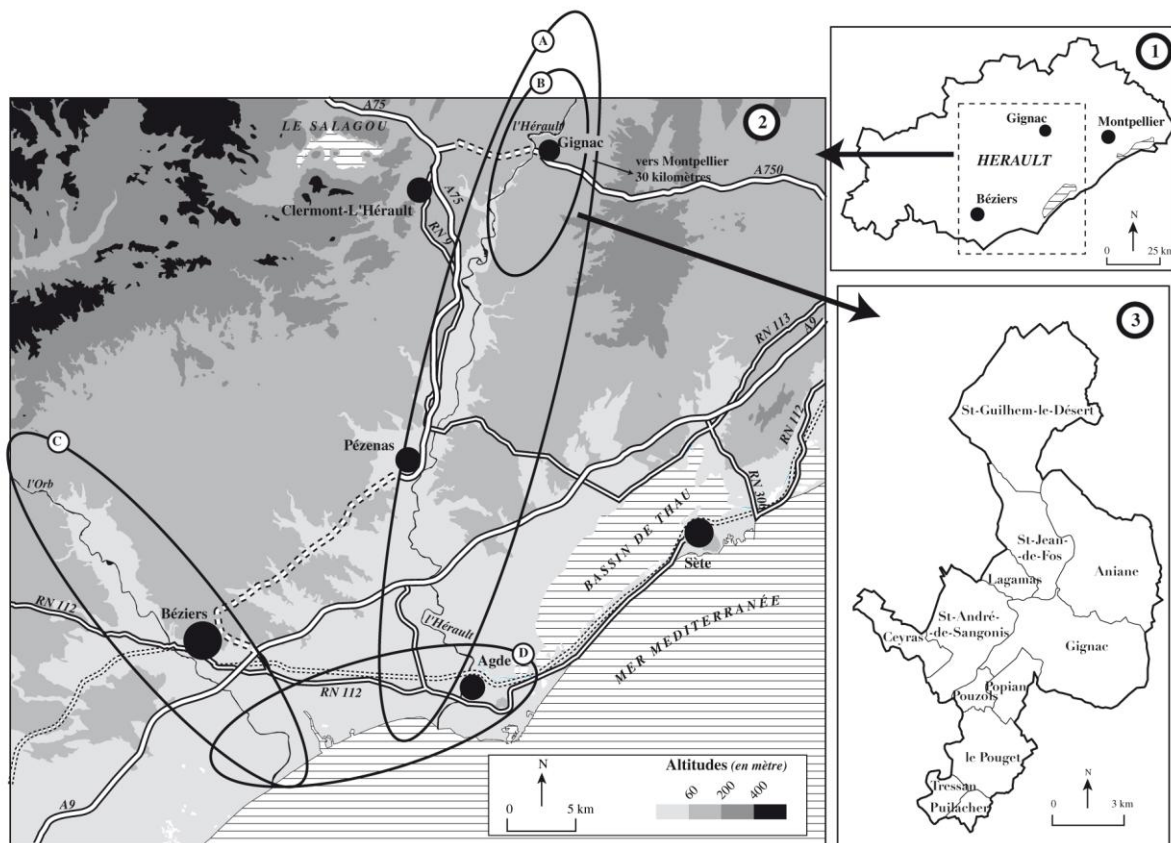 A
B
A75
l'Hérault
LE SALAGOU
2
Gignac
vers Montpellier
30 kilomètres
A750
Clermont-L'Hérault
A75
RN 9
RN 113
A9
C
Pézenas
RN 112
l'Orb
RN 300
BASSIN DE THAU
Sète
Béziers
RN 112
MER MEDITERRANÉE
l'Hérault
D
Agde
RN 112
A9
N
0 5 km
Altitudes (en mètre)
60 200 400
1
Gignac
Montpellier
HERAULT
Béziers
N
0 25 km
3
St-Guilhem-le-Désert
St-Jean-
de-Fos
Lagamas
Aniane
St-André-
de-Sangonis
Ceyras
Gignac
Popian
Pouzols
le Pouget
Tressan
Puilacher
N
0 3 km